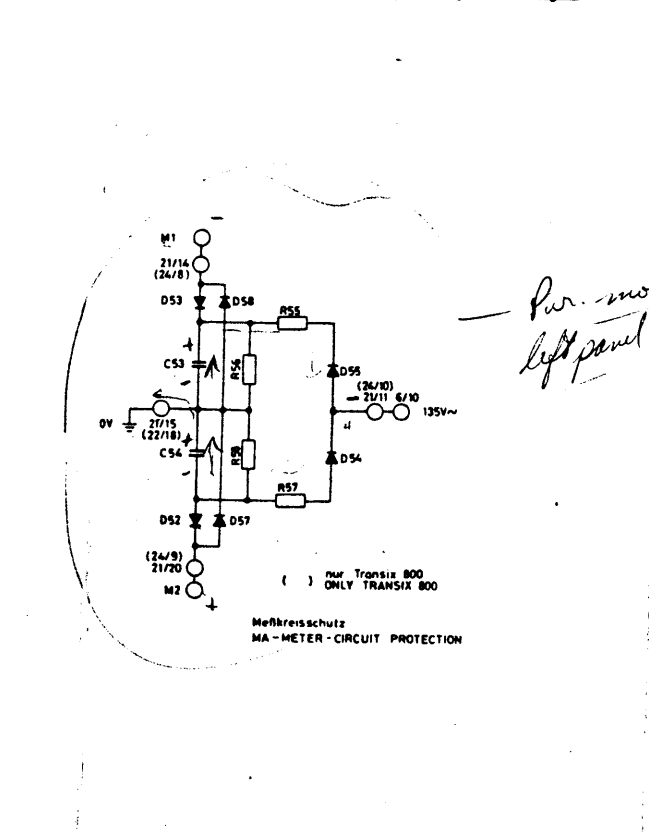 −
M1
21/14
(24/8)
D53
D58
R55
+
C53
R56
D55
−
(24/10)
− 21/11 6/10
135V~
0V
21/15
(22/18)
+
C54
R58
D54
−
R57
D52
D57
(24/9)
21/20
M2
+
( ) nur Transix 800
ONLY TRANSIX 800
Meßkreisschutz
MA-METER-CIRCUIT PROTECTION
left panel